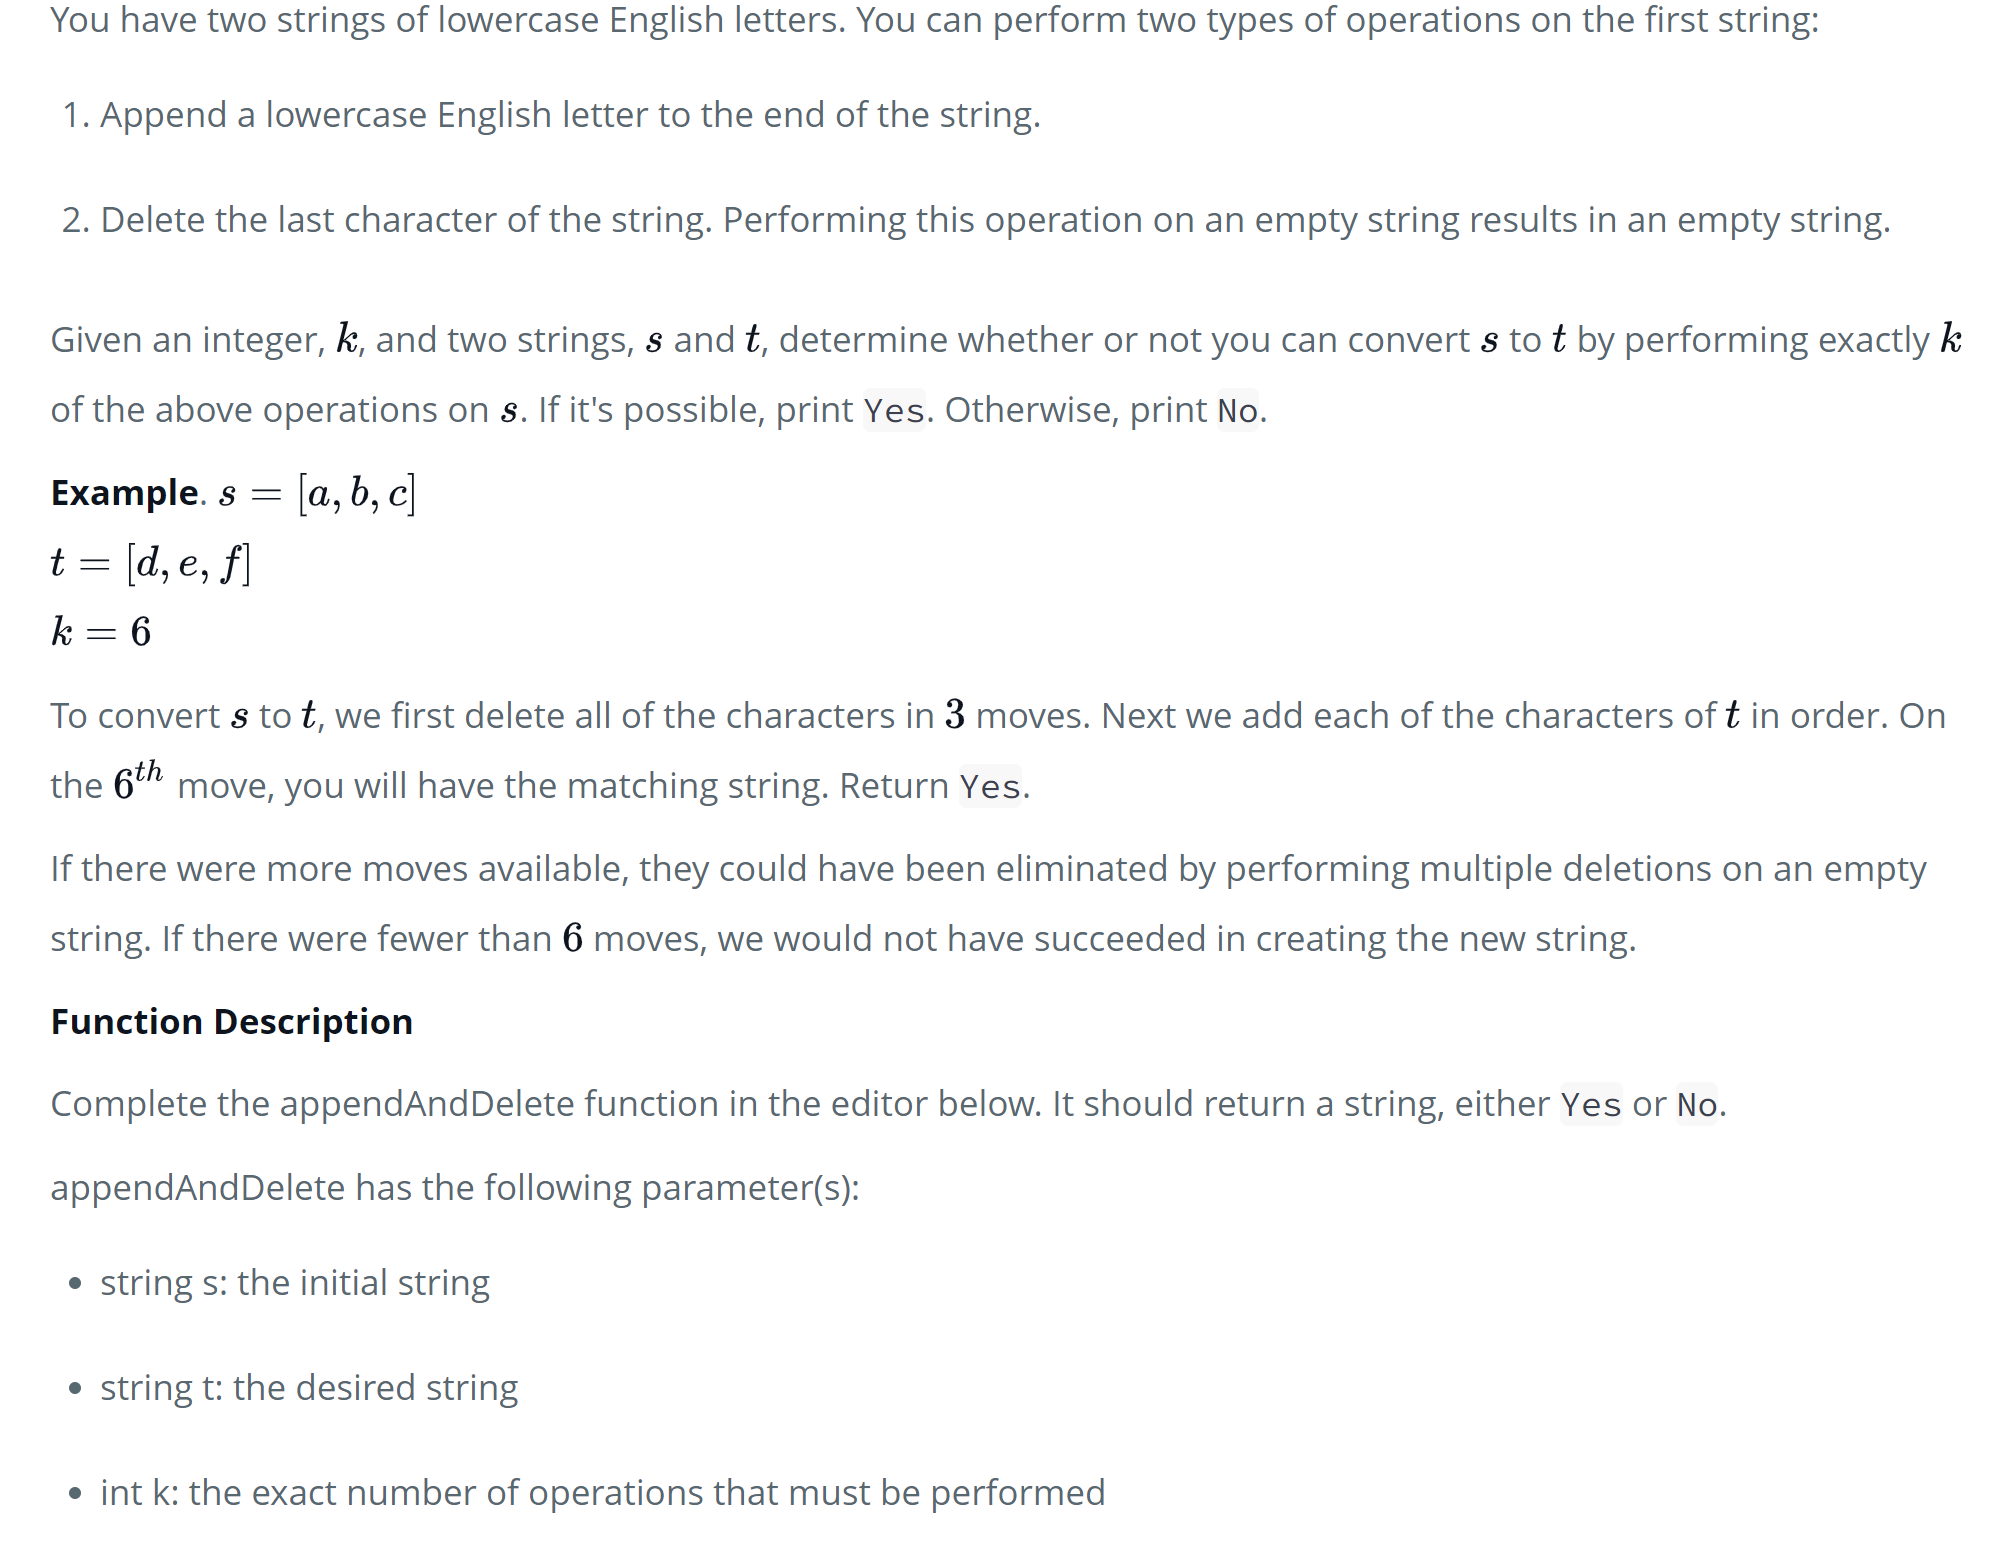 You have two strings of lowercase English letters. You can perform two types of operations on the first string:
1. Append a lowercase English letter to the end of the string.
2. Delete the last character of the string. Performing this operation on an empty string results in an empty string.
Given an integer, k, and two strings, s and t, determine whether or not you can convert s to t by performing exactly k
of the above operations on s. If it's possible, print Yes. Otherwise, print No.
Example. s = [a, b, c]
t = [d, e, f]
k = 6
To convert s to t, we first delete all of the characters in 3 moves. Next we add each of the characters of t in order. On
the 6th move, you will have the matching string. Return Yes.
If there were more moves available, they could have been eliminated by performing multiple deletions on an empty
string. If there were fewer than 6 moves, we would not have succeeded in creating the new string.
Function Description
Complete the appendAndDelete function in the editor below. It should return a string, either Yes or No.
appendAndDelete has the following parameter(s):
• string s: the initial string
• string t: the desired string
• int k: the exact number of operations that must be performed